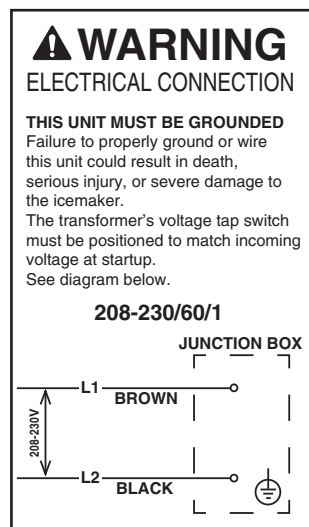 WARNING
ELECTRICAL CONNECTION
THIS UNIT MUST BE GROUNDED
Failure to properly ground or wire
this unit could result in death,
serious injury, or severe damage to
the icemaker.
The transformer's voltage tap switch
must be positioned to match incoming
voltage at startup.
See diagram below.
208-230/60/1
JUNCTION BOX
L1
BROWN
208-230V
L2
BLACK